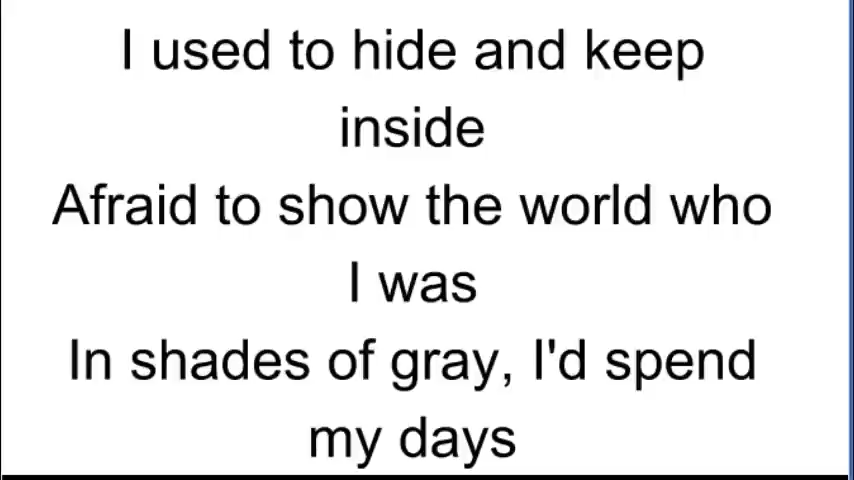 I used to hide and keep
inside
Afraid to show the world who
I was
In shades of gray, I'd spend
my days